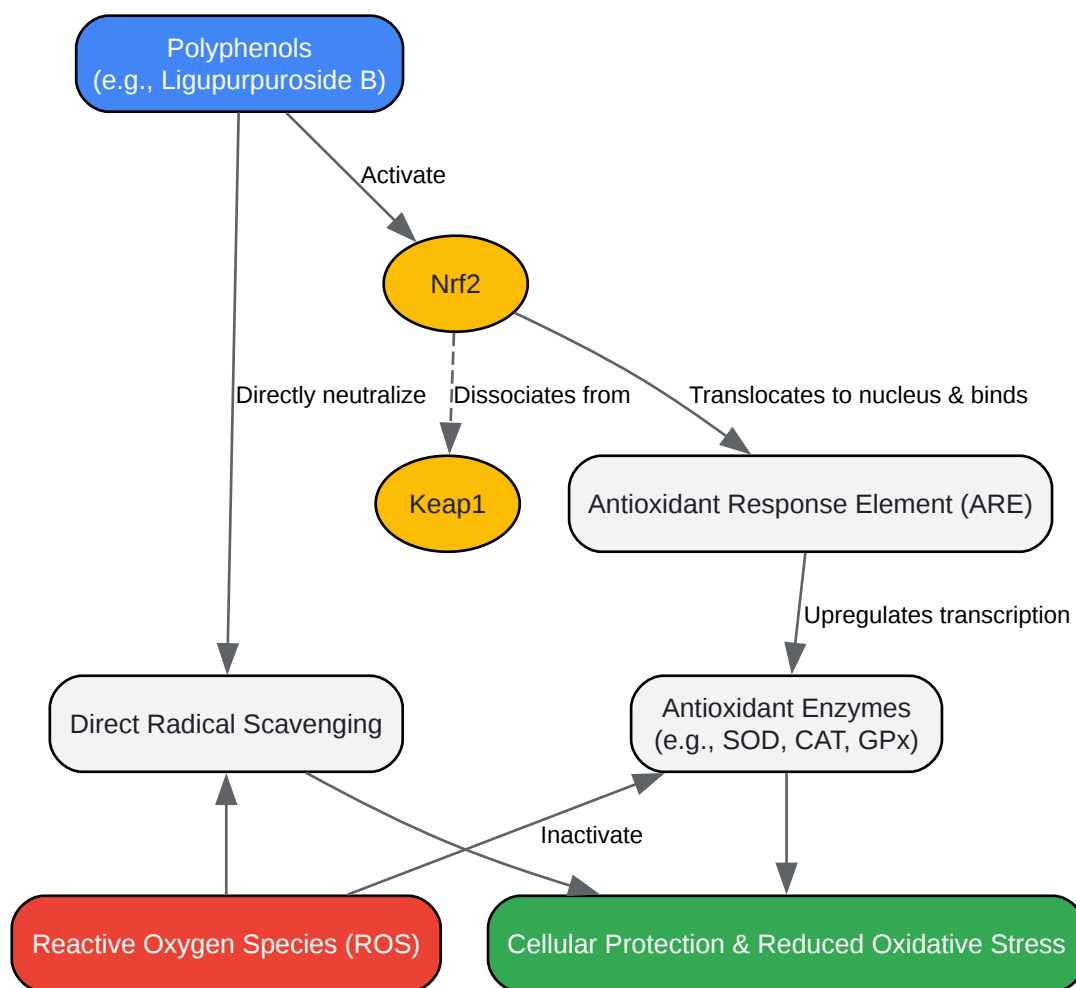 Polyphenols
(e.g., Ligupurpuroside B)
Activate
Nrf2
Directly neutralize
Dissociates from
Translocates to nucleus & binds
Keap1
Antioxidant Response Element (ARE)
Upregulates transcription
Direct Radical Scavenging
Antioxidant Enzymes
(e.g., SOD, CAT, GPx)
Inactivate
Reactive Oxygen Species (ROS)
Cellular Protection & Reduced Oxidative Stress